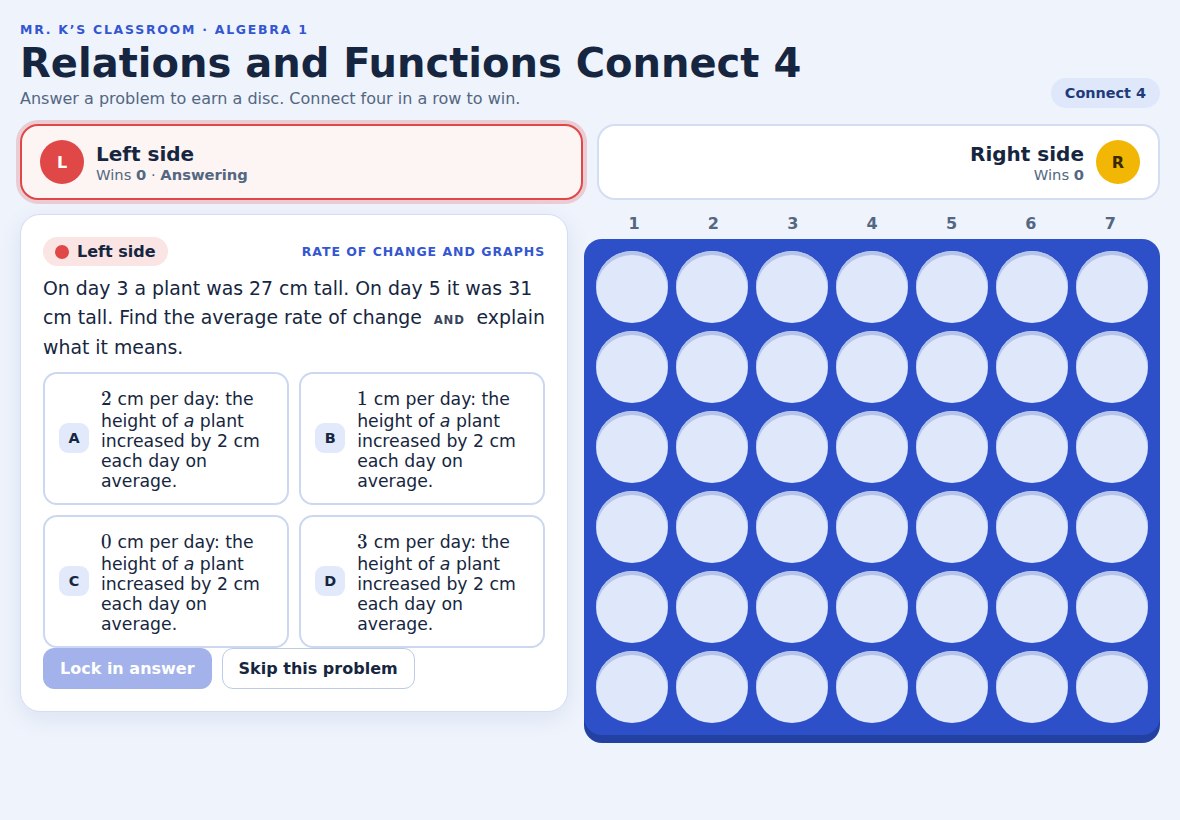 MR. K’S CLASSROOM · ALGEBRA 1
Relations and Functions Connect 4
Answer a problem to earn a disc. Connect four in a row to win.
Connect 4
L
Left side
Wins 0 · Answering
Right side
Wins 0
R
Left side
RATE OF CHANGE AND GRAPHS
On day 3 a plant was 27 cm tall. On day 5 it was 31
cm tall. Find the average rate of change AND explain
what it means.
A
2 cm per day: the
height of a plant
increased by 2 cm
each day on
average.
B
1 cm per day: the
height of a plant
increased by 2 cm
each day on
average.
C
0 cm per day: the
height of a plant
increased by 2 cm
each day on
average.
D
3 cm per day: the
height of a plant
increased by 2 cm
each day on
average.
Lock in answer
Skip this problem
1 2 3 4 5 6 7